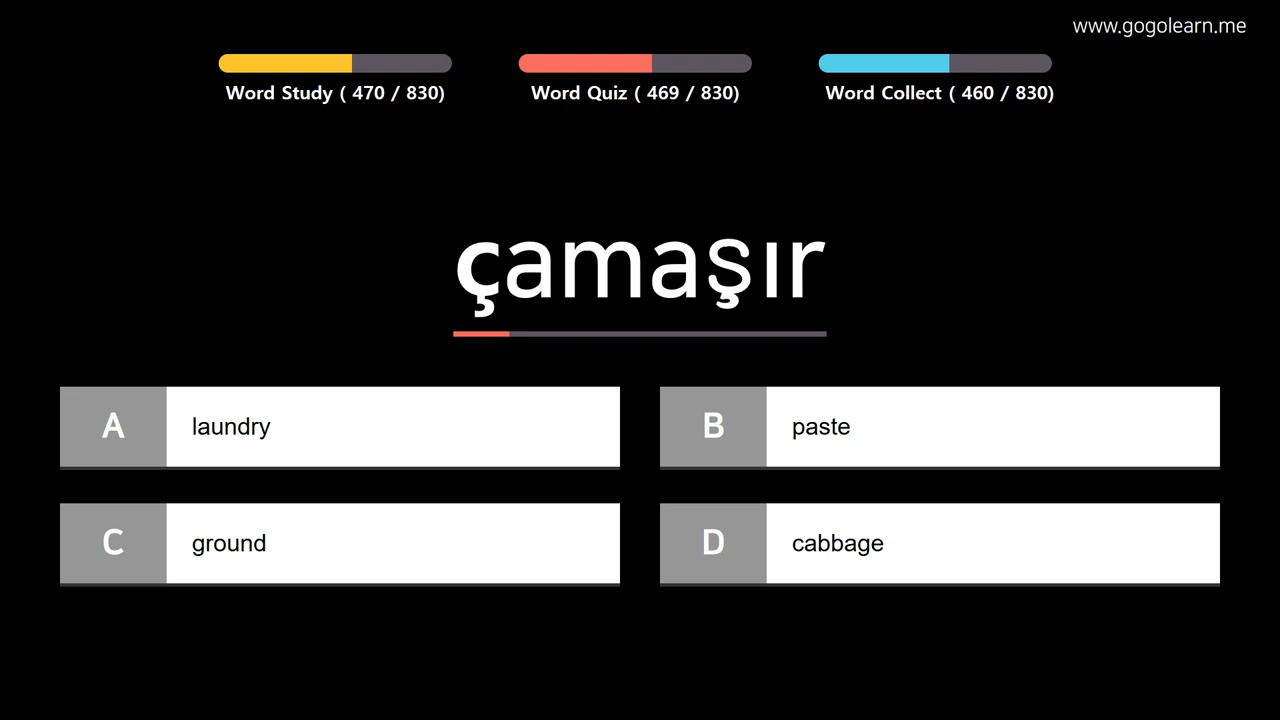 www.gogolearn.me
Word Study ( 470 / 830)
Word Quiz ( 469 / 830)
Word Collect ( 460 / 830)
çamaşır
A laundry
B paste
C ground
D cabbage